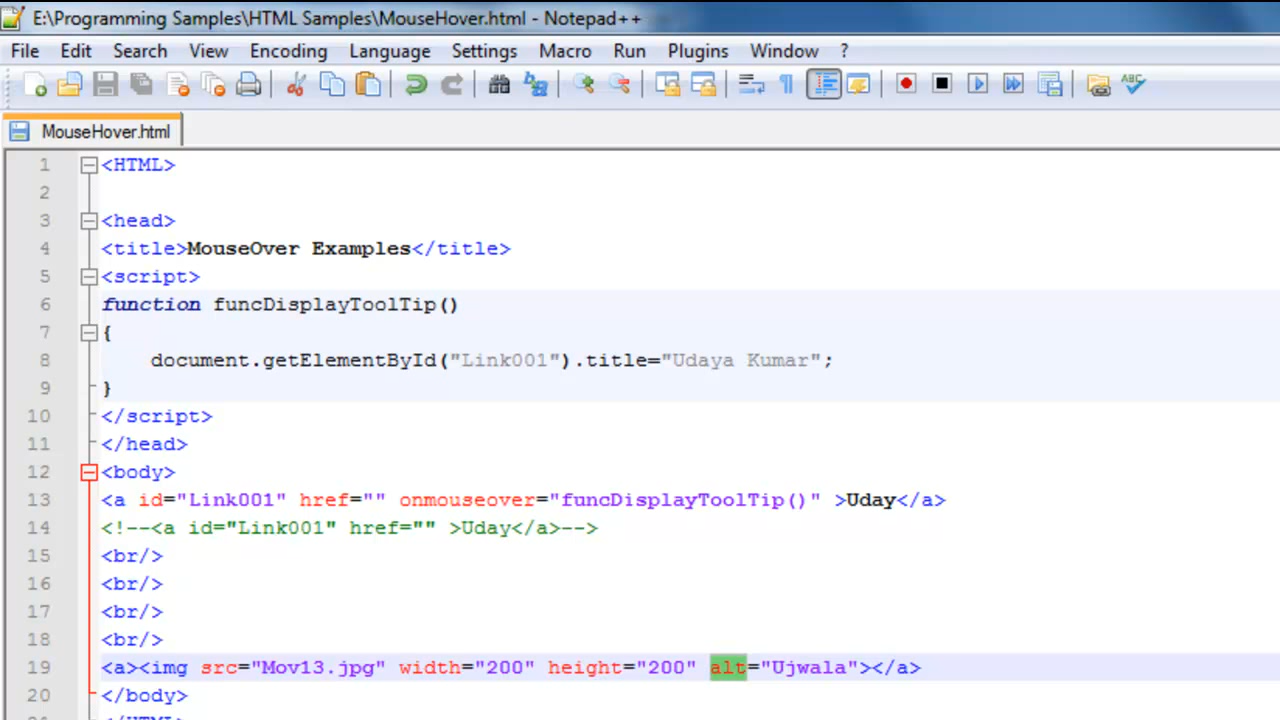 E:\Programming Samples\HTML Samples\MouseHover.html - Notepad++
File Edit Search View Encoding Language Settings Macro Run Plugins Window ?
MouseHover.html
1 <HTML>
2
3 <head>
4 <title>MouseOver Examples</title>
5 <script>
6 function funcDisplayToolTip()
7 {
8 document.getElementById("Link001").title="Udaya Kumar";
9 }
10 </script>
11 </head>
12 <body>
13 <a id="Link001" href="" onmouseover="funcDisplayToolTip()" >Uday</a>
14 <!--<a id="Link001" href="" >Uday</a>-->
15 <br/>
16 <br/>
17 <br/>
18 <br/>
19 <a><img src="Mov13.jpg" width="200" height="200" alt="Ujwala"></a>
20 </body>